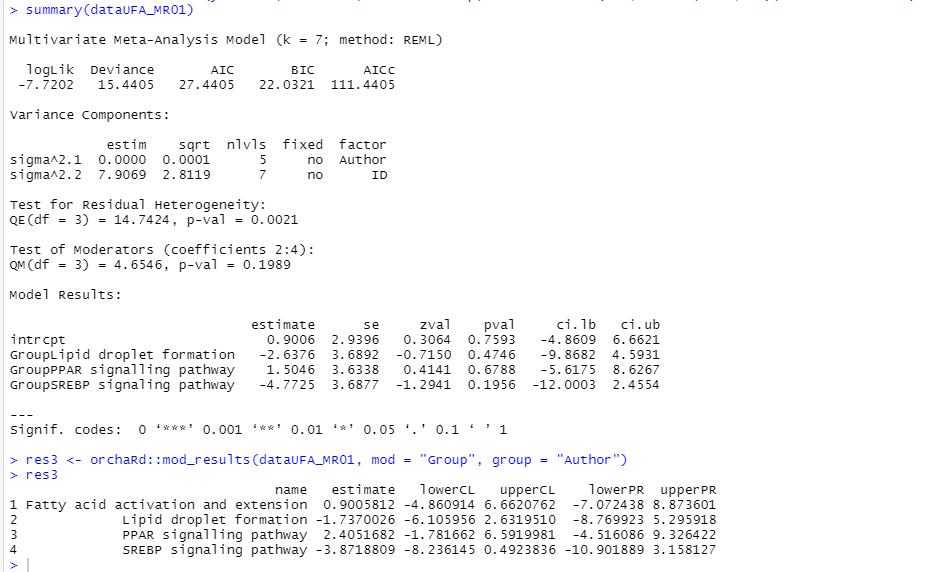 > summary(dataUFA_MR01)
Multivariate Meta-Analysis Model (k = 7; method: REML)
logLik Deviance AIC BIC AICc
-7.7202 15.4405 27.4405 22.0321 111.4405
Variance Components:
estim sqrt nlvls fixed factor
sigma^2.1 0.0000 0.0001 5 no Author
sigma^2.2 7.9069 2.8119 7 no ID
Test for Residual Heterogeneity:
QE(df = 3) = 14.7424, p-val = 0.0021
Test of Moderators (coefficients 2:4):
QM(df = 3) = 4.6546, p-val = 0.1989
Model Results:
estimate se zval pval ci.lb ci.ub
intrcpt 0.9006 2.9396 0.3064 0.7593 -4.8609 6.6621
GroupLipid droplet formation -2.6376 3.6892 -0.7150 0.4746 -9.8682 4.5931
GroupPPAR signalling pathway 1.5046 3.6338 0.4141 0.6788 -5.6175 8.6267
GroupSREBP signaling pathway -4.7725 3.6877 -1.2941 0.1956 -12.0003 2.4554
---
Signif. codes: 0 ‘***’ 0.001 ‘**’ 0.01 ‘*’ 0.05 ‘.’ 0.1 ‘ ’ 1
> res3 <- orchaRd::mod_results(dataUFA_MR01, mod = "Group", group = "Author")
> res3
name estimate lowerCL upperCL lowerPR upperPR
1 Fatty acid activation and extension 0.9005812 -4.860914 6.6620762 -7.072438 8.873601
2 Lipid droplet formation -1.7370026 -6.105956 2.6319510 -8.769923 5.295918
3 PPAR signalling pathway 2.4051682 -1.781662 6.5919981 -4.516086 9.326422
4 SREBP signaling pathway -3.8718809 -8.236145 0.4923836 -10.901889 3.158127
>